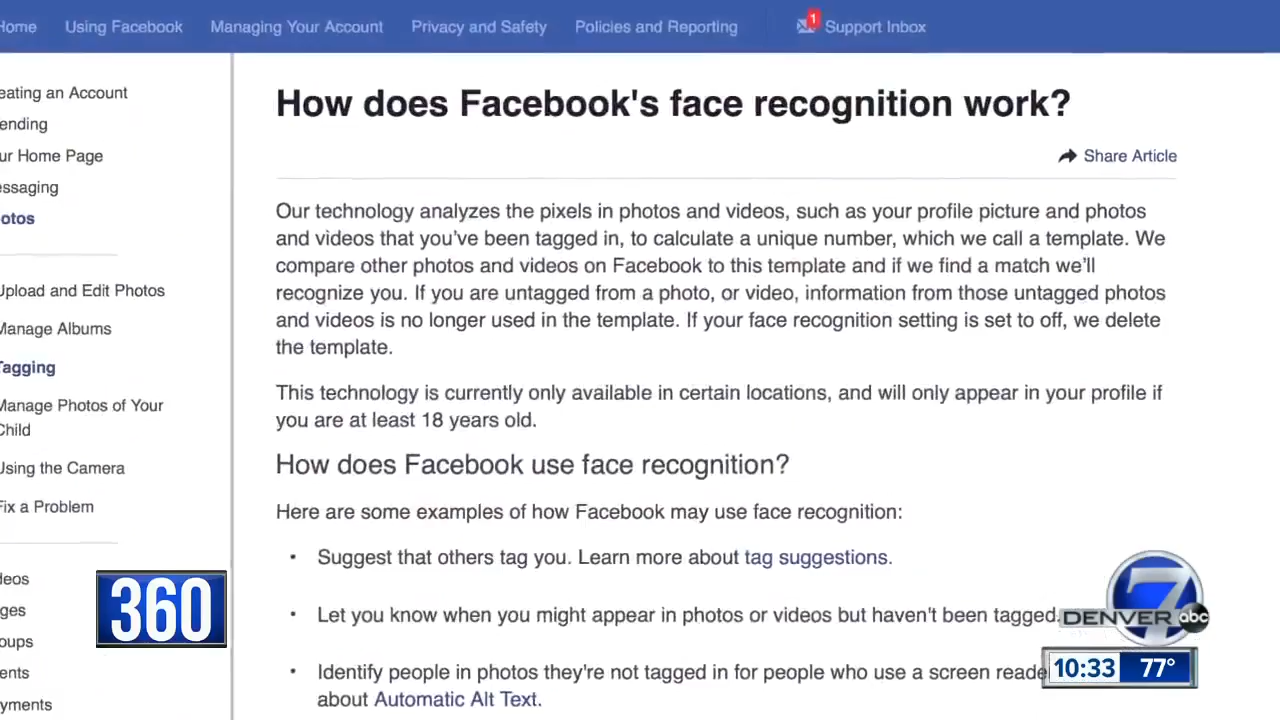 Home Using Facebook Managing Your Account Privacy and Safety Policies and Reporting 1 Support Inbox
eating an Account
ending
ur Home Page
essaging
otos
Upload and Edit Photos
Manage Albums
Tagging
Manage Photos of Your
Child
Using the Camera
Fix a Problem
deos
ges
oups
ents
yments
How does Facebook's face recognition work?
Share Article
Our technology analyzes the pixels in photos and videos, such as your profile picture and photos
and videos that you've been tagged in, to calculate a unique number, which we call a template. We
compare other photos and videos on Facebook to this template and if we find a match we'll
recognize you. If you are untagged from a photo, or video, information from those untagged photos
and videos is no longer used in the template. If your face recognition setting is set to off, we delete
the template.
This technology is currently only available in certain locations, and will only appear in your profile if
you are at least 18 years old.
How does Facebook use face recognition?
Here are some examples of how Facebook may use face recognition:
• Suggest that others tag you. Learn more about tag suggestions.
• Let you know when you might appear in photos or videos but haven't been tagged.
• Identify people in photos they're not tagged in for people who use a screen reade
about Automatic Alt Text.
360
7
DENVER abc
10:33 77°